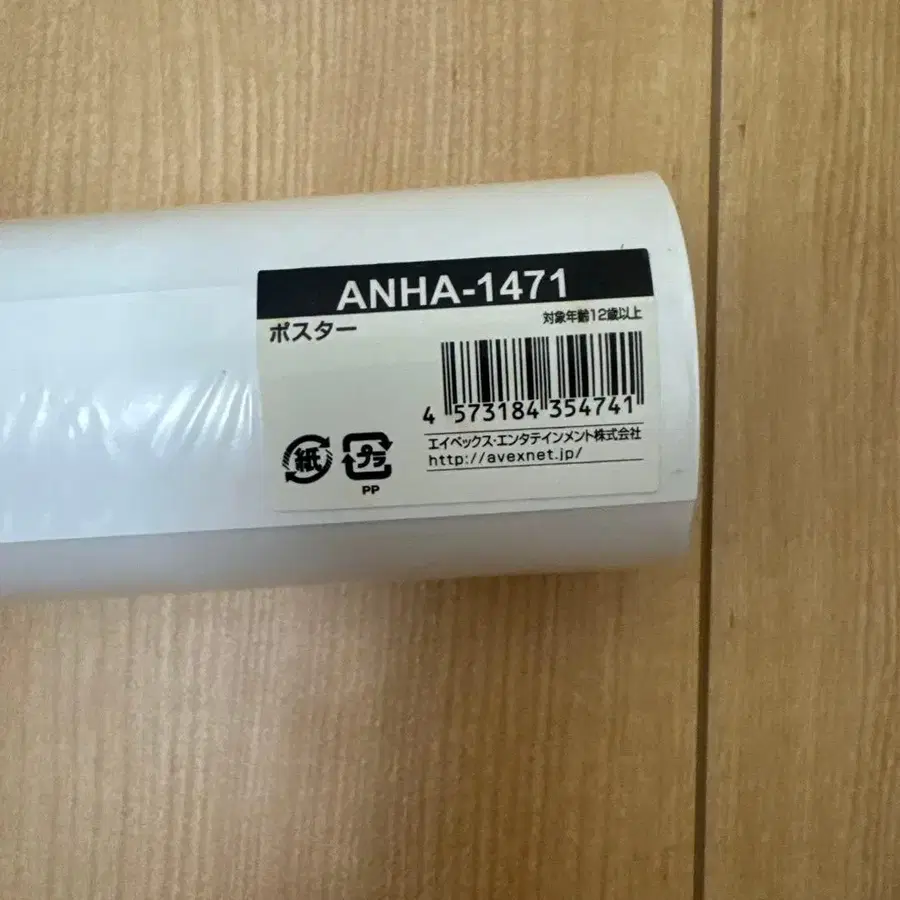 ANHA-1471
ポスター
対象年齢12歳以上
4 573184 354741
エイベックス・エンタテインメント株式会社
http://avexnet.jp/
紙
プラ
PP